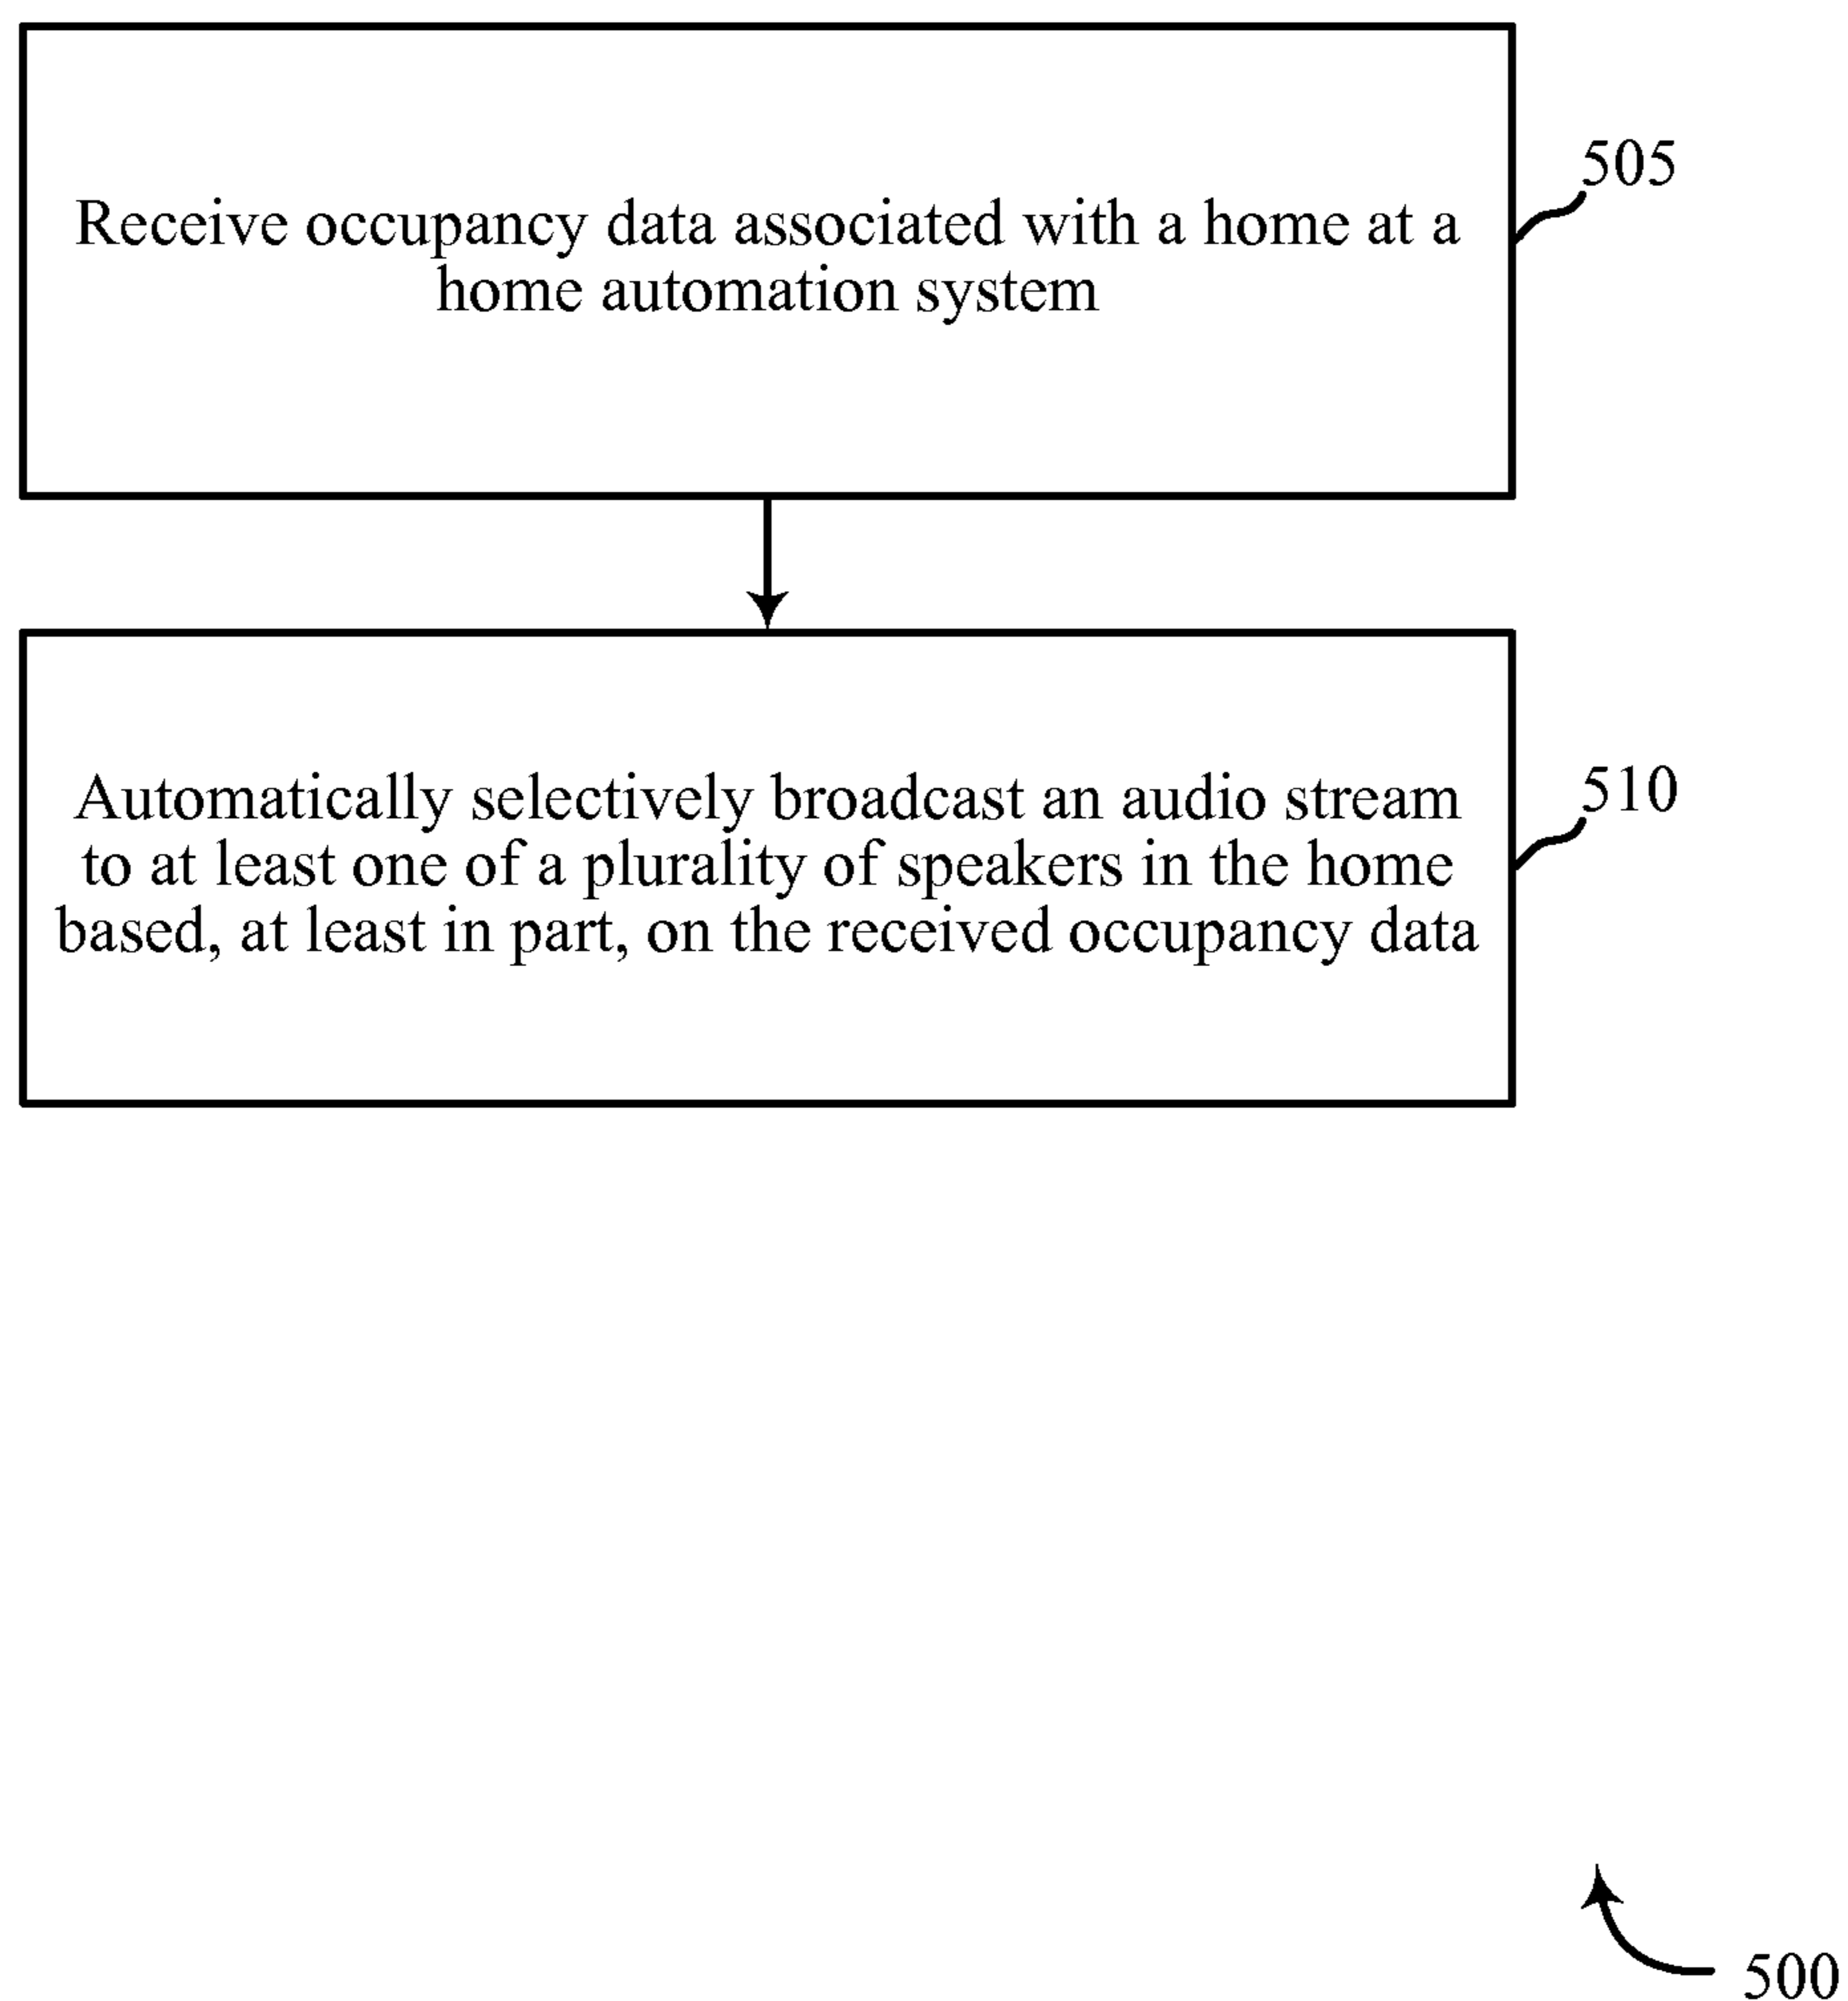 Receive occupancy data associated with a home at a
home automation system
505
Automatically selectively broadcast an audio stream
to at least one of a plurality of speakers in the home
based, at least in part, on the received occupancy data
510
500